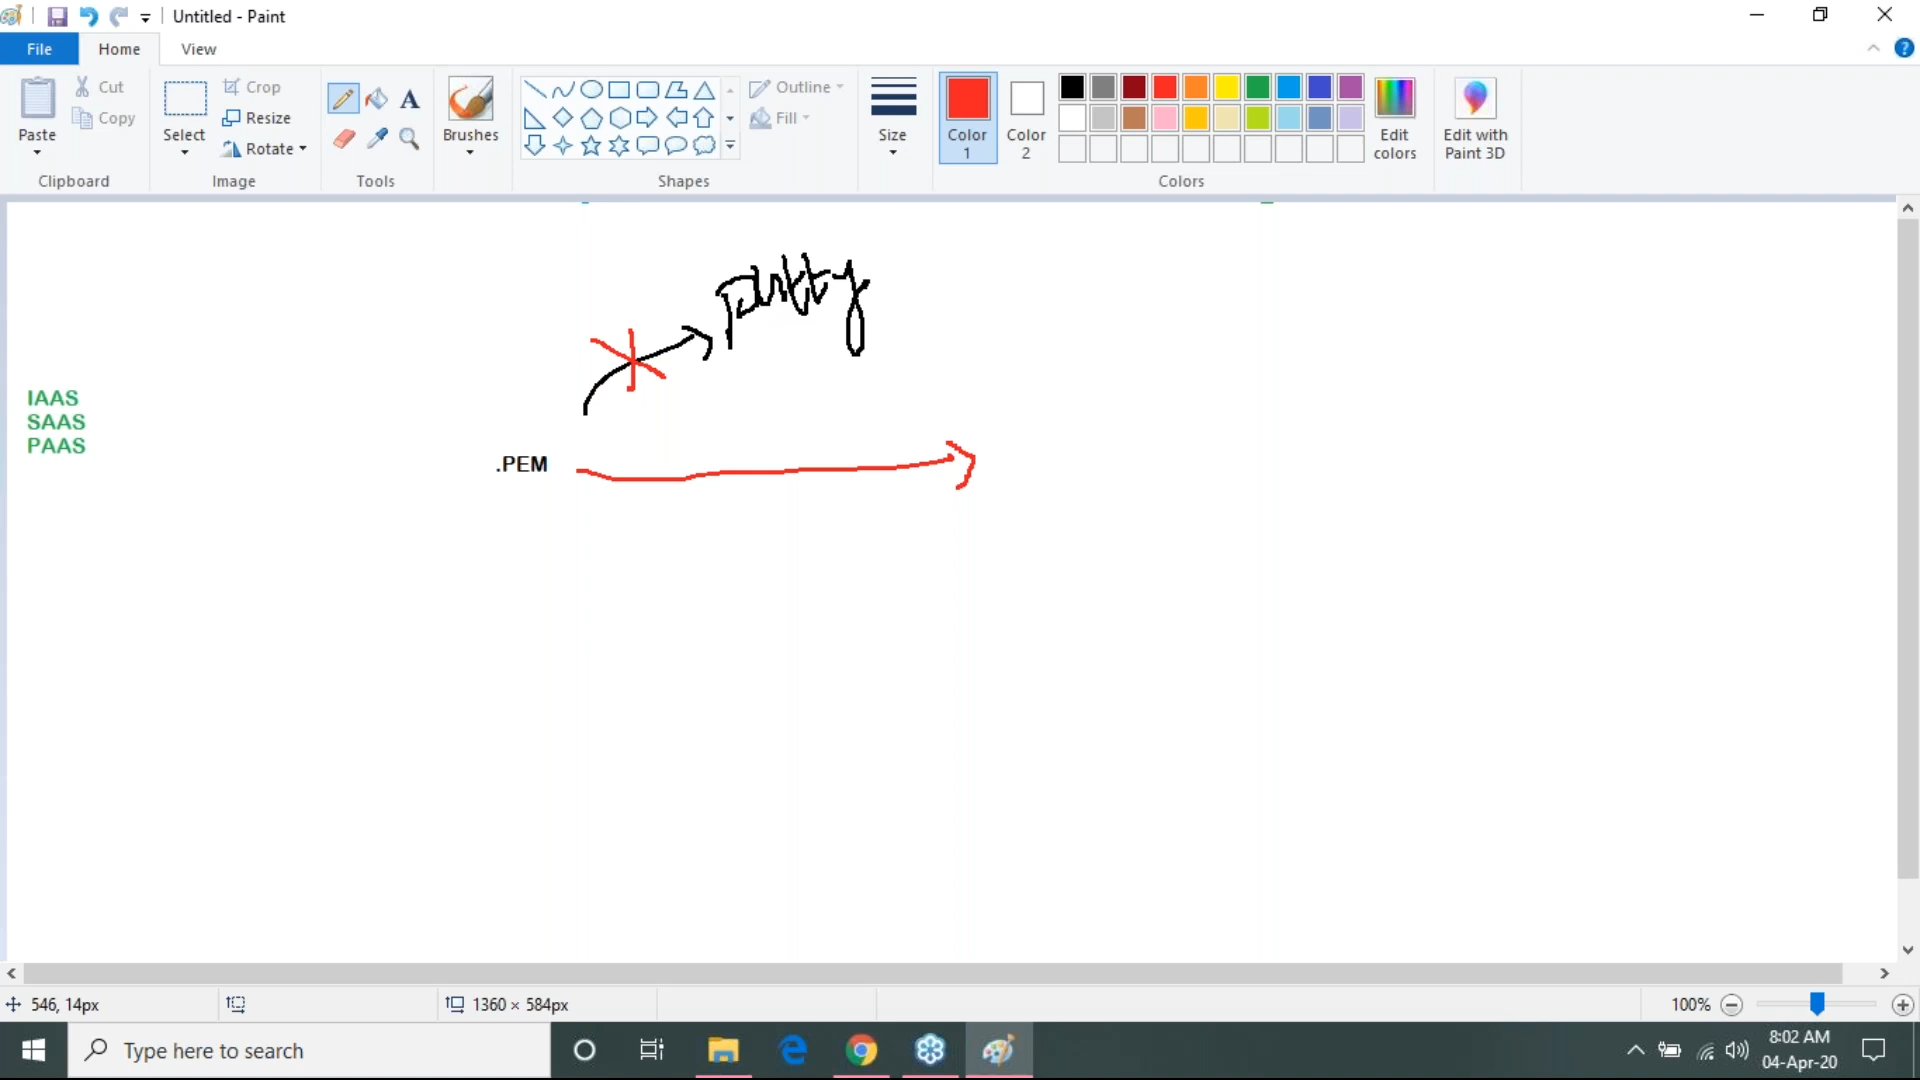 Untitled - Paint
File Home View
Paste
Clipboard
Cut
Copy
Select
Crop
Resize
Rotate
Image
A
Tools
Brushes
Shapes
Outline
Fill
Size
Color 1
Color 2
Edit colors
Colors
Edit with Paint 3D
putty
IAAS
SAAS
PAAS
.PEM
546, 14px
1360 × 584px
100%
Type here to search
8:02 AM
04-Apr-20